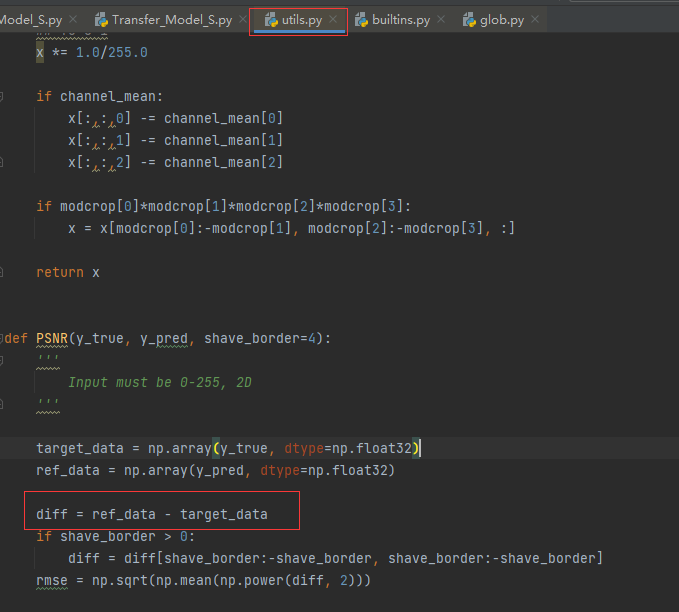 Model_S.py × Transfer_Model_S.py × utils.py × builtins.py × glob.py ×
x *= 1.0/255.0
if channel_mean:
x[:,:,0] -= channel_mean[0]
x[:,:,1] -= channel_mean[1]
x[:,:,2] -= channel_mean[2]
if modcrop[0]*modcrop[1]*modcrop[2]*modcrop[3]:
x = x[modcrop[0]:-modcrop[1], modcrop[2]:-modcrop[3], :]
return x
def PSNR(y_true, y_pred, shave_border=4):
'''
Input must be 0-255, 2D
'''
target_data = np.array(y_true, dtype=np.float32)
ref_data = np.array(y_pred, dtype=np.float32)
diff = ref_data - target_data
if shave_border > 0:
diff = diff[shave_border:-shave_border, shave_border:-shave_border]
rmse = np.sqrt(np.mean(np.power(diff, 2)))